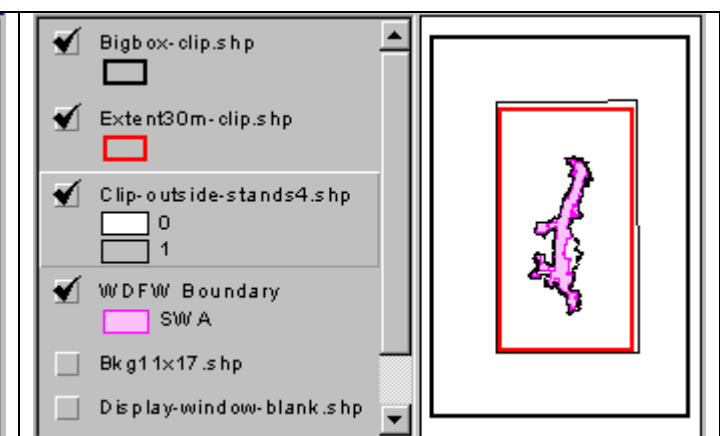 Bigbox-clip.shp
Extent30m-clip.shp
Clip-outside-stands4.shp
0
1
WDFW Boundary
SWA
Bkg11x17.shp
Display-window-blank.shp